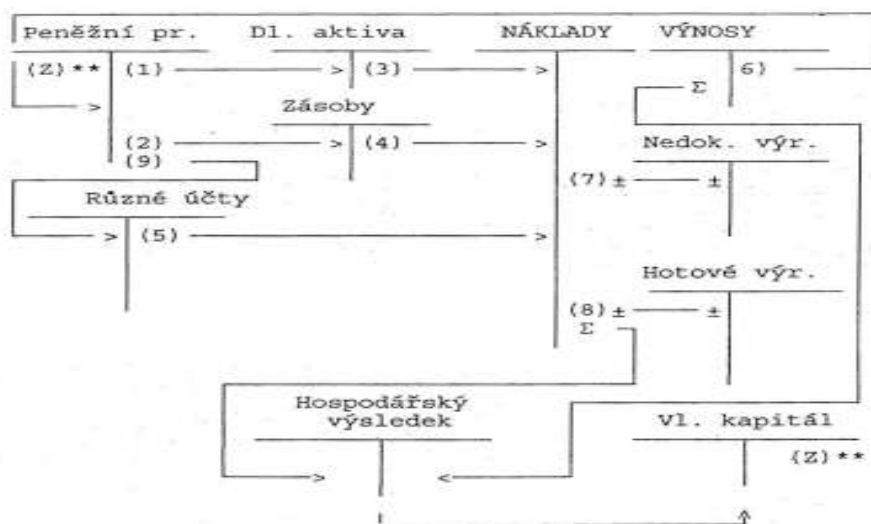 Peněžní pr. Dl. aktiva NÁKLADY VÝNOSY
(Z)** (1) > (3) > 6)
> Σ
Zásoby
(2) > (4) > Nedok. výr.
(9)
(7)± ±
Různé účty
> (5) >
Hotové výr.
(8)± ±
Σ
Hospodářský
výsledek Vl. kapitál
(Z)**
> <